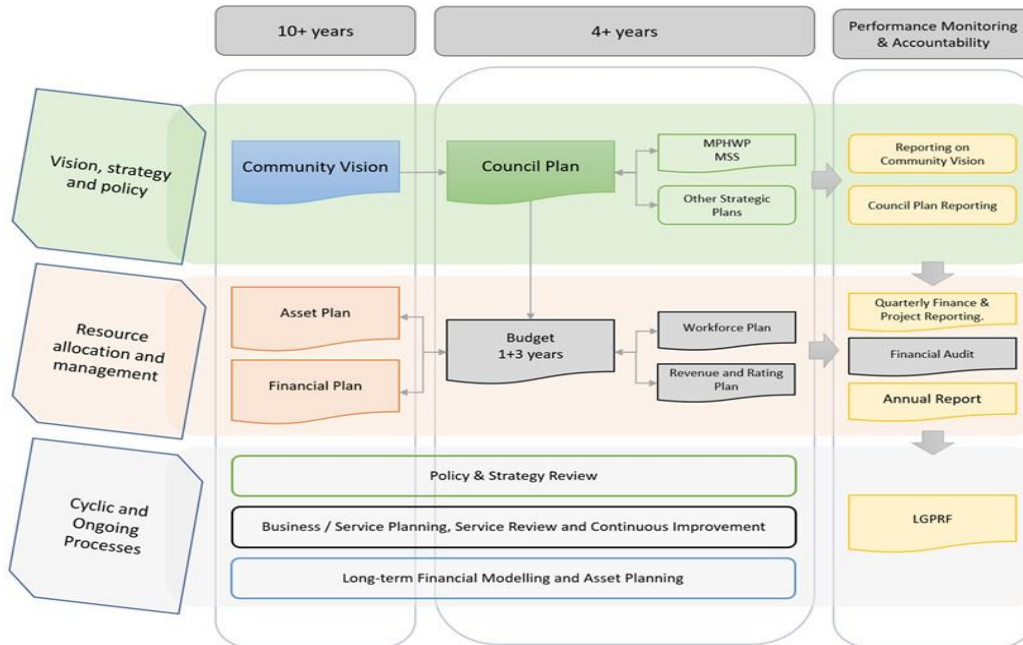 10+ years
4+ years
Performance Monitoring
& Accountability
Vision, strategy
and policy
Community Vision
Council Plan
MPHWP
MSS
Other Strategic
Plans
Reporting on
Community Vision
Council Plan Reporting
Resource
allocation and
management
Asset Plan
Financial Plan
Budget
1+3 years
Workforce Plan
Revenue and Rating
Plan
Quarterly Finance &
Project Reporting.
Financial Audit
Annual Report
Cyclic and
Ongoing
Processes
Policy & Strategy Review
Business / Service Planning, Service Review and Continuous Improvement
Long-term Financial Modelling and Asset Planning
LGPRF